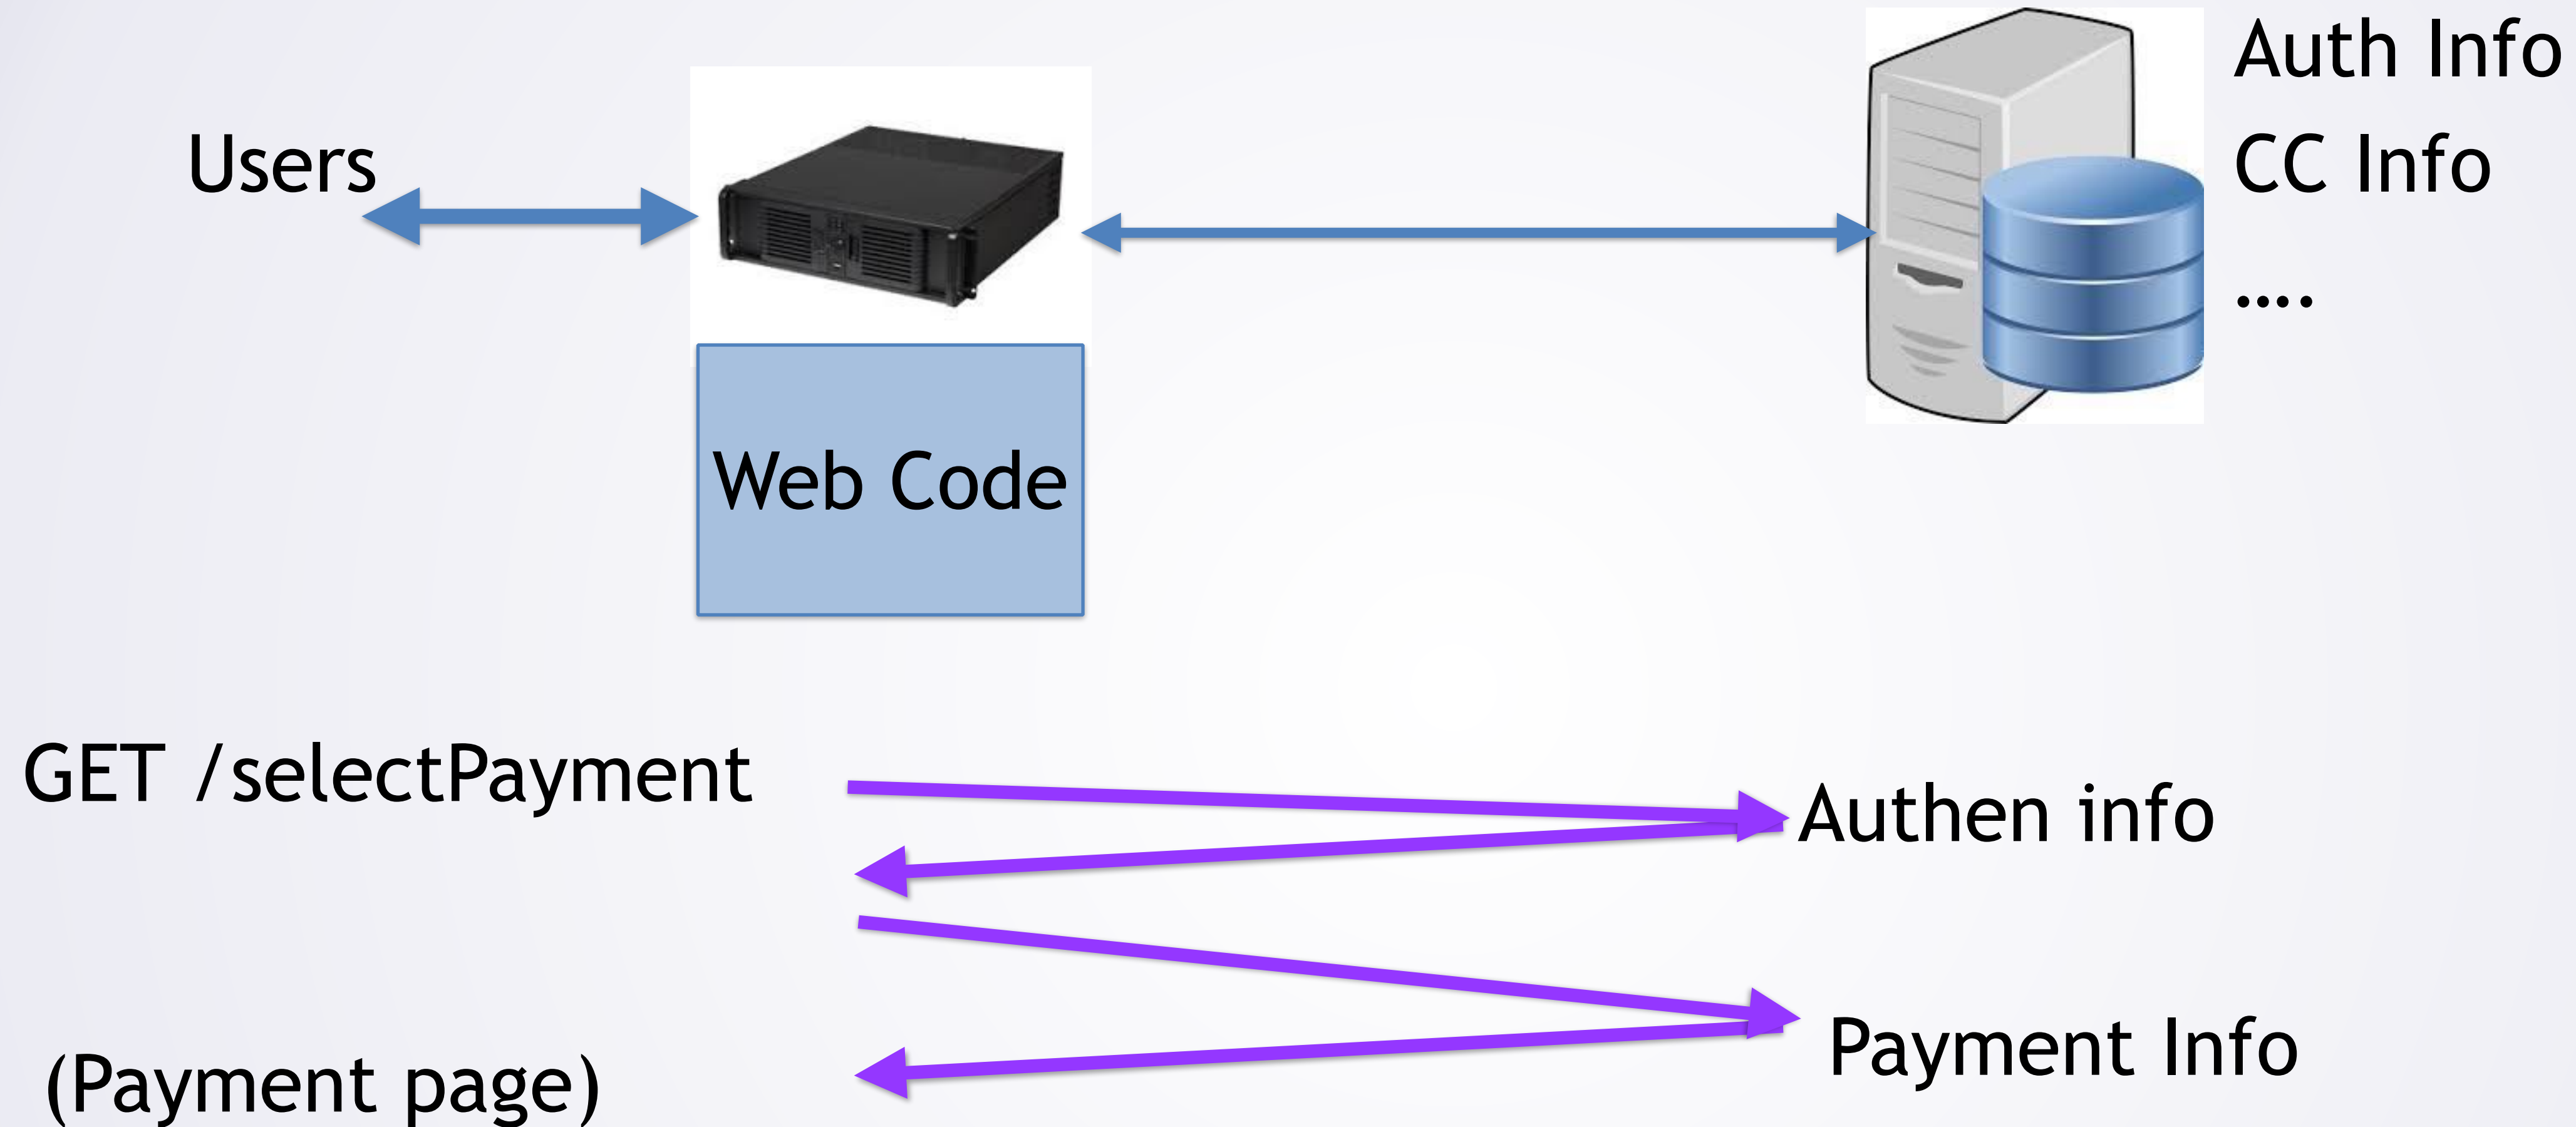 Users
Auth Info
CC Info
....
Web Code
GET /selectPayment
Authen info
Payment Info
(Payment page)